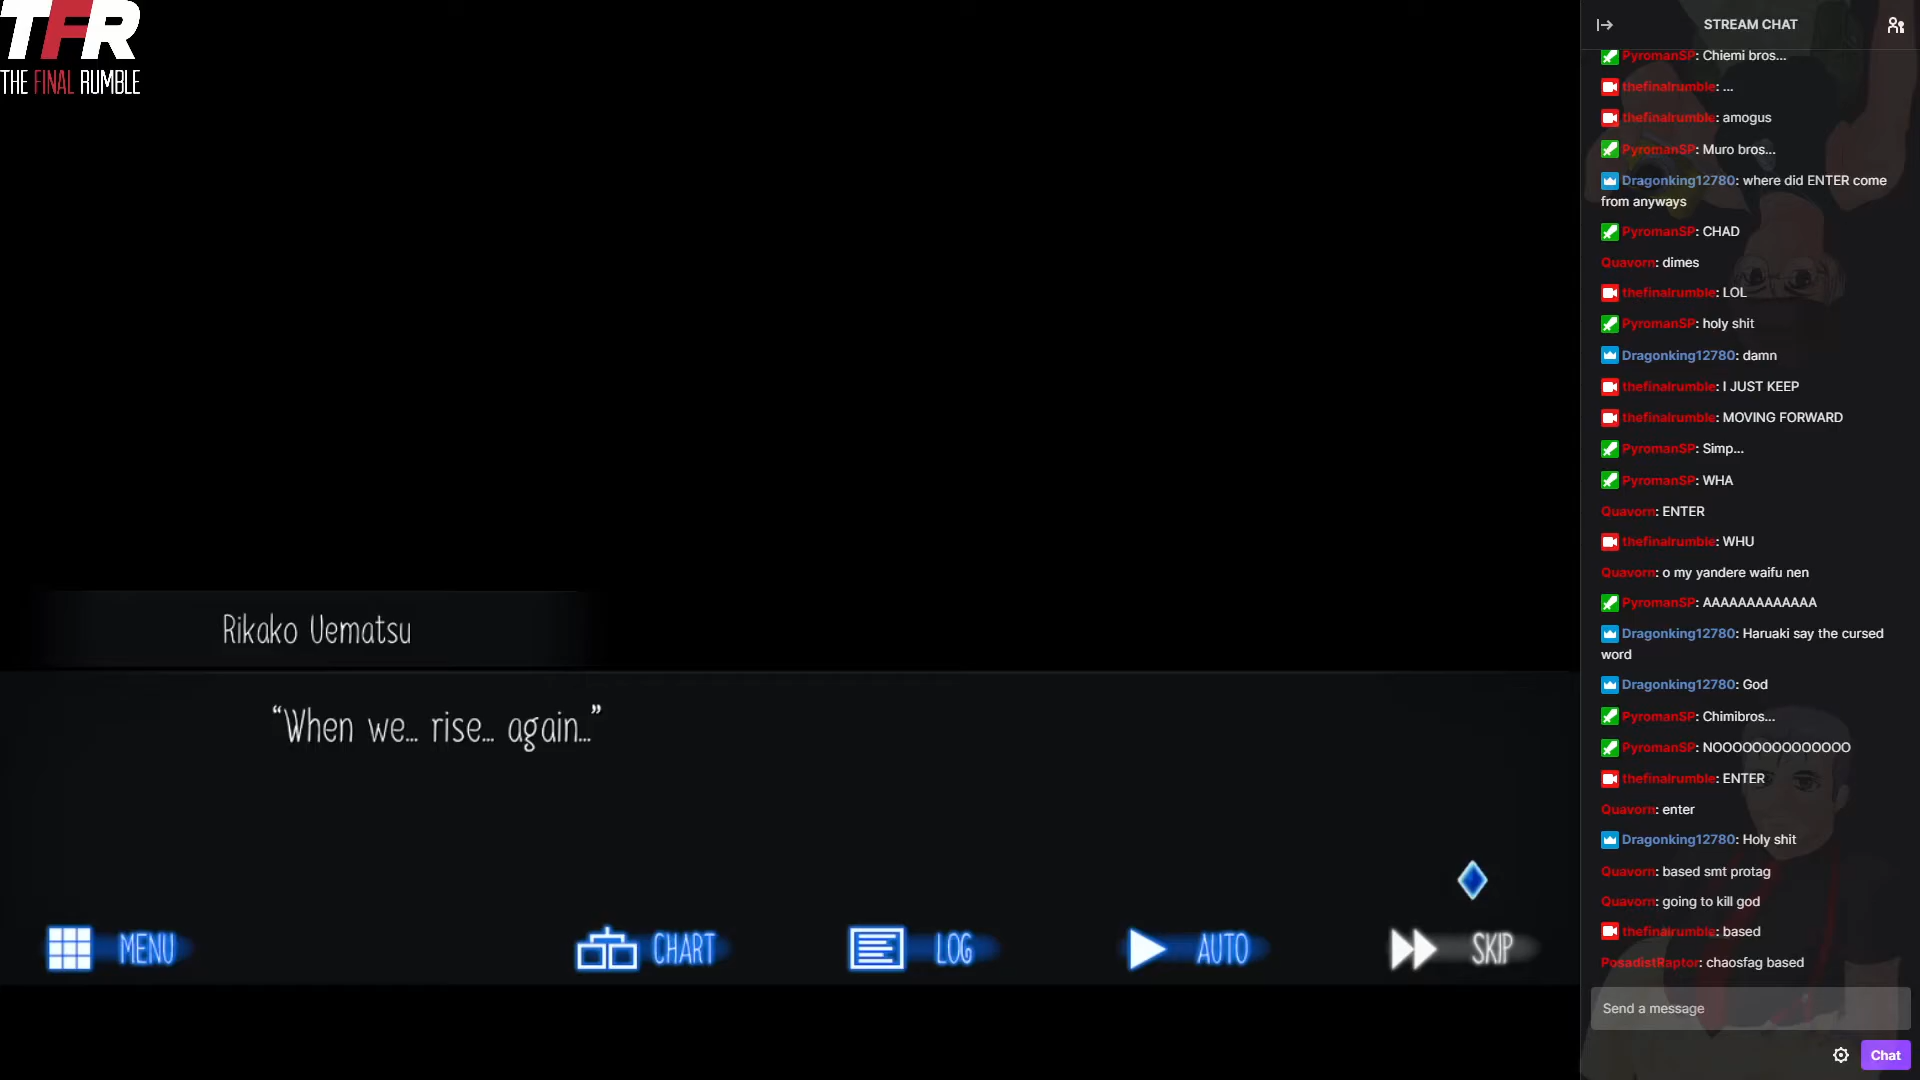 TFR
THE FINAL RUMBLE
Rikako Uematsu
“When we... rise... again...”
MENU
CHART
LOG
AUTO
SKIP
STREAM CHAT
PyromanSP: Chiemi bros...
thefinalrumble: ...
thefinalrumble: amogus
PyromanSP: Muro bros...
Dragonking12780: where did ENTER come
from anyways
PyromanSP: CHAD
Quavorn: dimes
thefinalrumble: LOL
PyromanSP: holy shit
Dragonking12780: damn
thefinalrumble: I JUST KEEP
thefinalrumble: MOVING FORWARD
PyromanSP: Simp...
PyromanSP: WHA
Quavorn: ENTER
thefinalrumble: WHU
Quavorn: o my yandere waifu nen
PyromanSP: AAAAAAAAAAAAA
Dragonking12780: Haruaki say the cursed
word
Dragonking12780: God
PyromanSP: Chimibros...
PyromanSP: NOOOOOOOOOOOOOO
thefinalrumble: ENTER
Quavorn: enter
Dragonking12780: Holy shit
Quavorn: based smt protag
Quavorn: going to kill god
thefinalrumble: based
PosadistRaptor: chaosfag based
Send a message
Chat